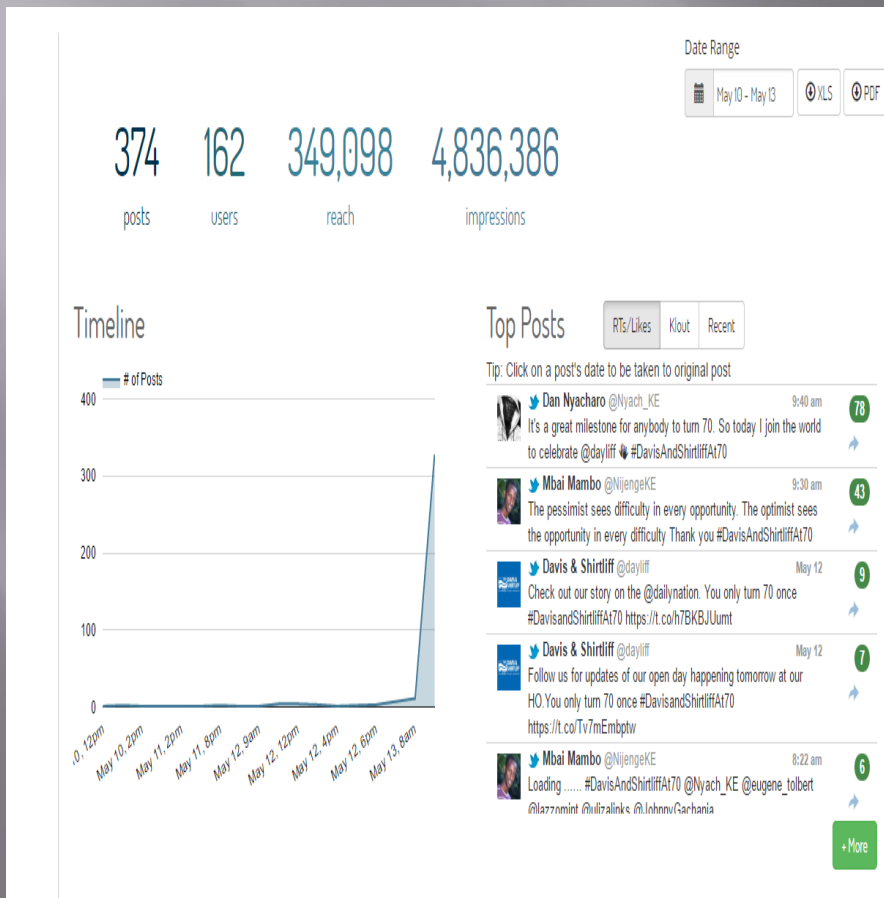 Date Range
May 10 - May 13
XLS
PDF
374
162
349,098
4,836,386
posts
users
reach
impressions
Timeline
# of Posts
400
300
200
100
0
.0, 12pm
May 10, 2pm
May 11, 2pm
May 11, 8pm
May 12, 9am
May 12, 12pm
May 12, 4pm
May 12, 6pm
May 13, 8am
Top Posts
RTs/Likes
Klout
Recent
Tip: Click on a post's date to be taken to original post
Dan Nyacharo @Nyach_KE 9:40 am
78
It's a great milestone for anybody to turn 70. So today I join the world
to celebrate @dayliff #DavisAndShirtliffAt70
Mbai Mambo @NijengeKE 9:30 am
43
The pessimist sees difficulty in every opportunity. The optimist sees
the opportunity in every difficulty Thank you #DavisAndShirtliffAt70
Davis & Shirtliff @dayliff May 12
9
Check out our story on the @dailynation. You only turn 70 once
#DavisandShirtliffAt70 https://t.co/h7BKBJUumt
Davis & Shirtliff @dayliff May 12
7
Follow us for updates of our open day happening tomorrow at our
HO.You only turn 70 once #DavisandShirtliffAt70
https://t.co/Tv7mEmbptw
Mbai Mambo @NijengeKE 8:22 am
6
Loading ...... #DavisAndShirtliffAt70 @Nyach_KE @eugene_tolbert
@lazzomint @ulizalinks @JohnnyGachanja
+ More